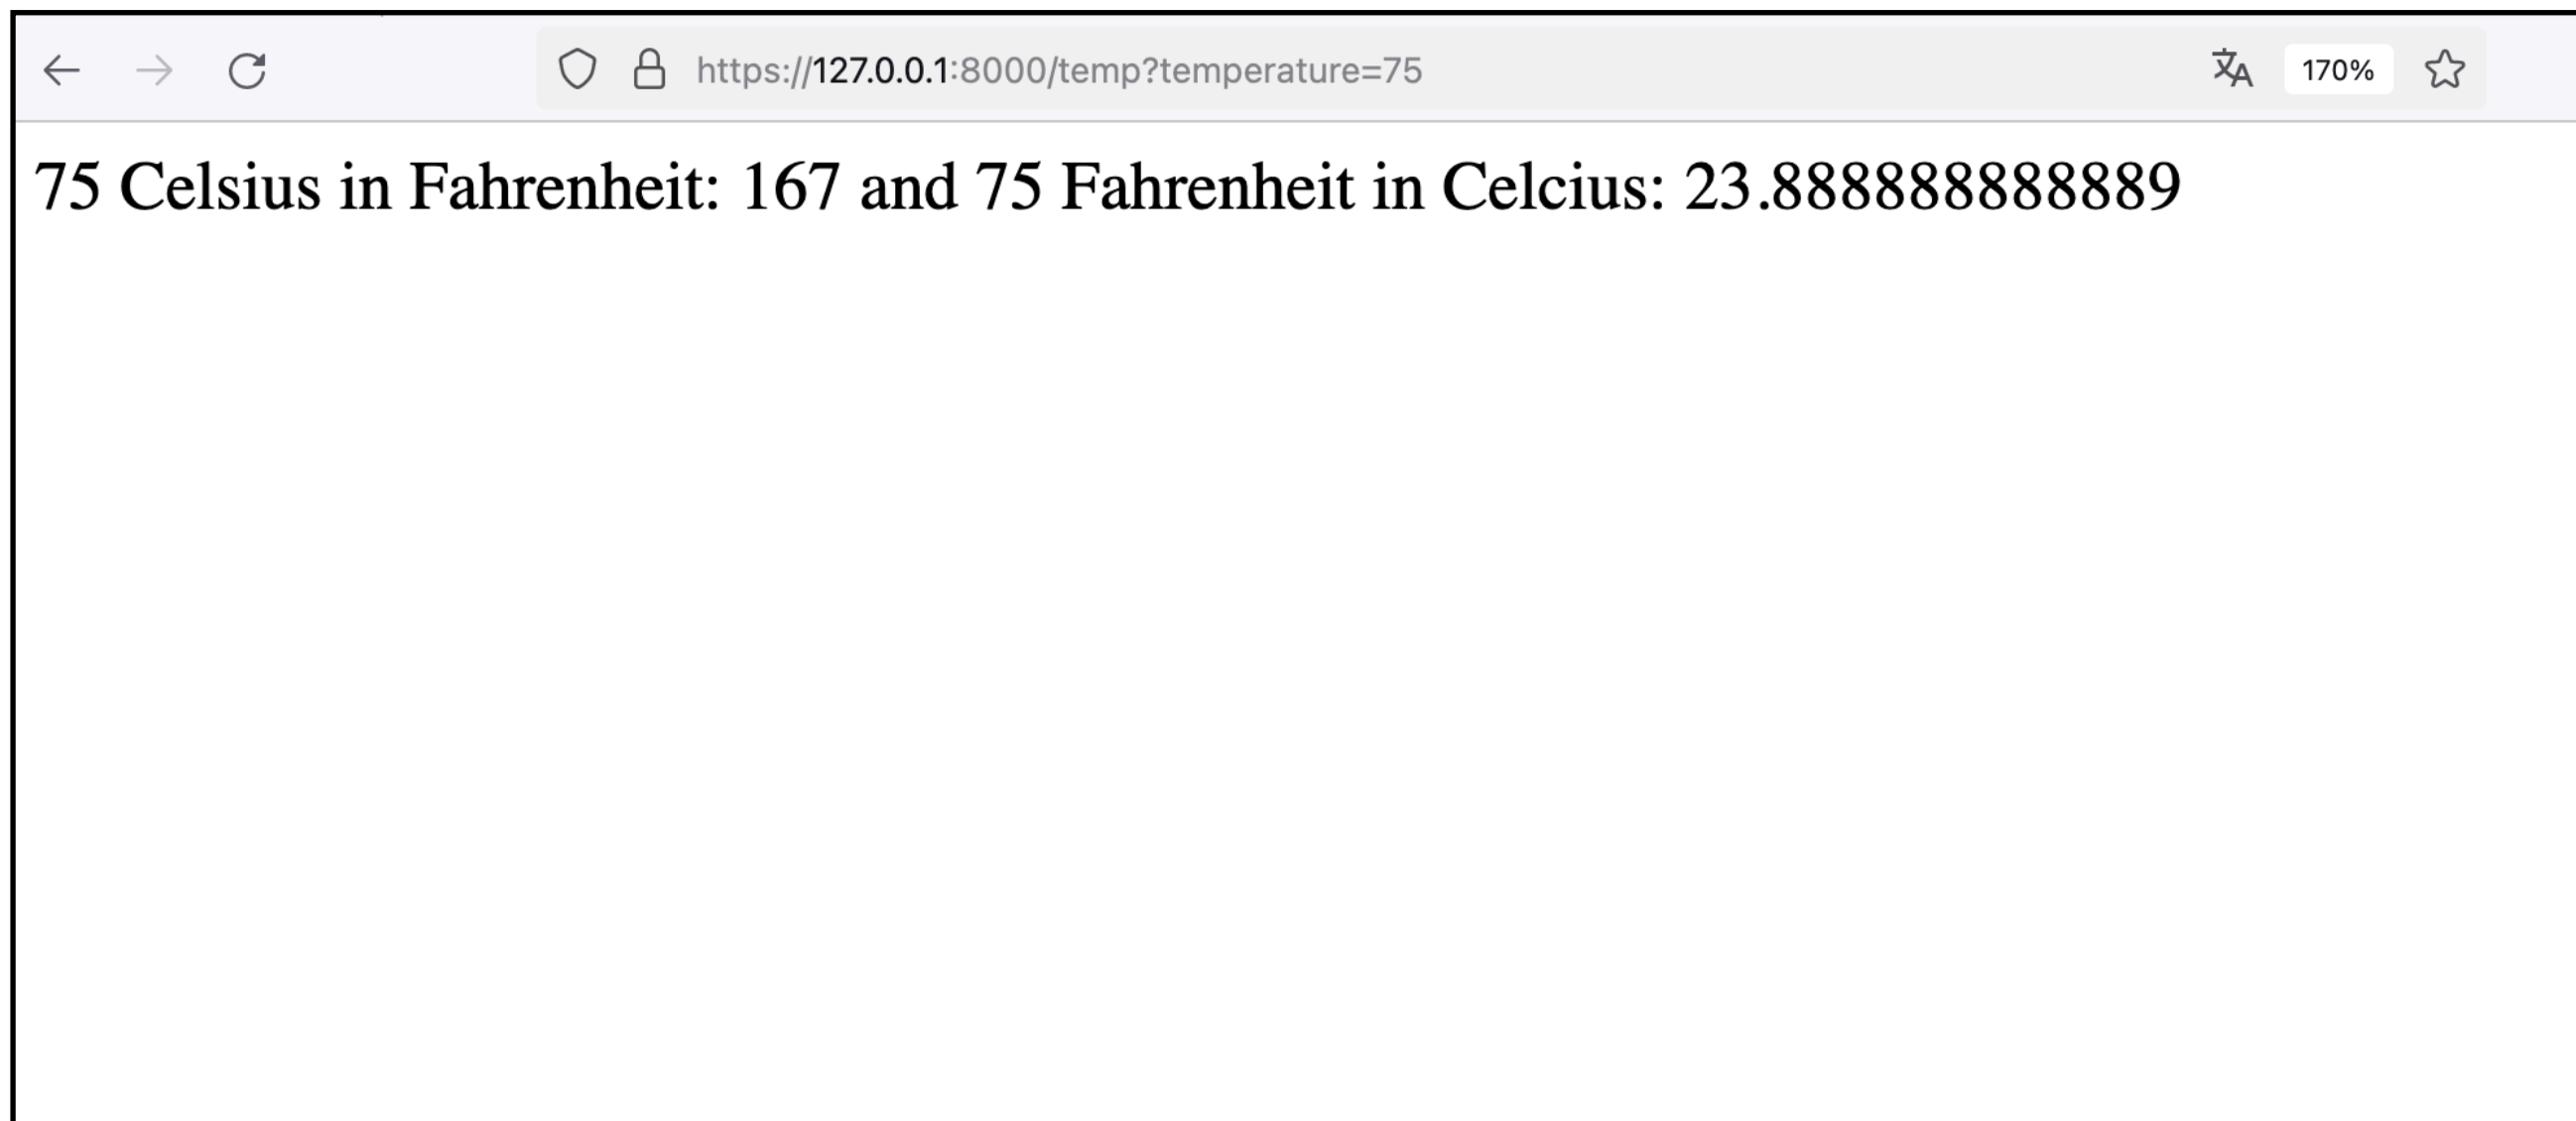 https://127.0.0.1:8000/temp?temperature=75
170%
75 Celsius in Fahrenheit: 167 and 75 Fahrenheit in Celcius: 23.888888888889